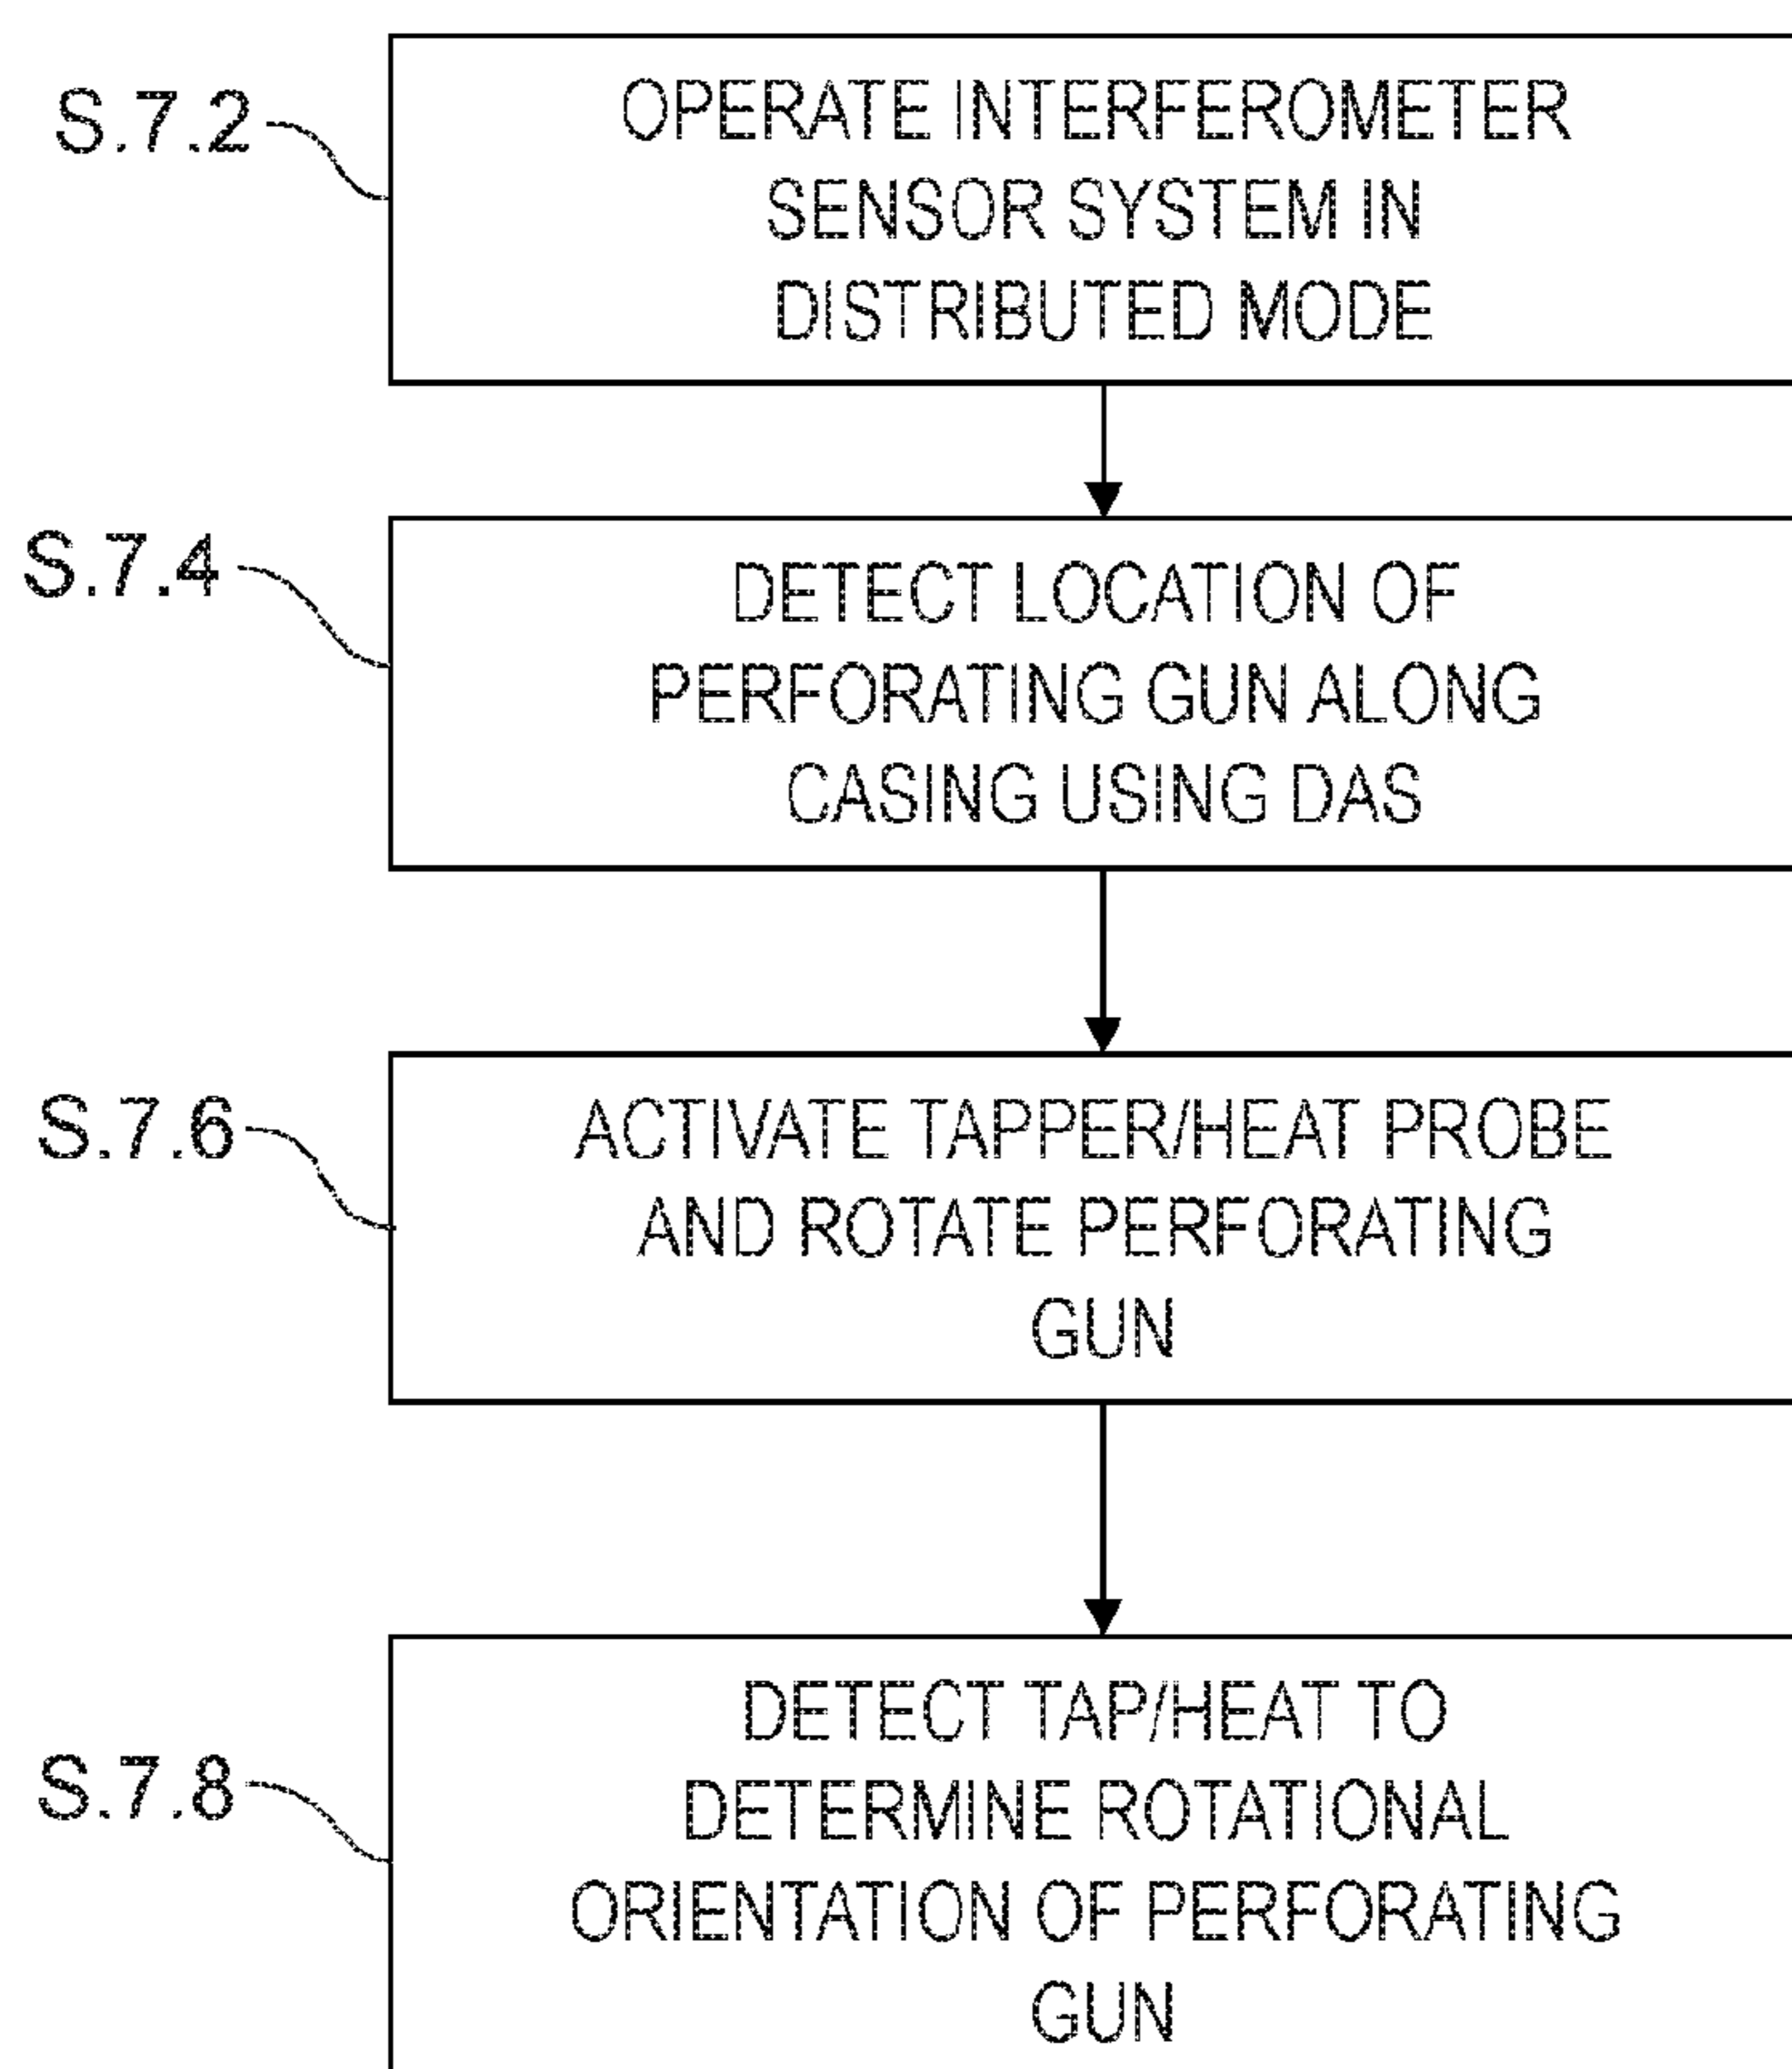 S.7.2
OPERATE INTERFEROMETER
SENSOR SYSTEM IN
DISTRIBUTED MODE
S.7.4
DETECT LOCATION OF
PERFORATING GUN ALONG
CASING USING DAS
S.7.6
ACTIVATE TAPPER/HEAT PROBE
AND ROTATE PERFORATING
GUN
S.7.8
DETECT TAP/HEAT TO
DETERMINE ROTATIONAL
ORIENTATION OF PERFORATING
GUN